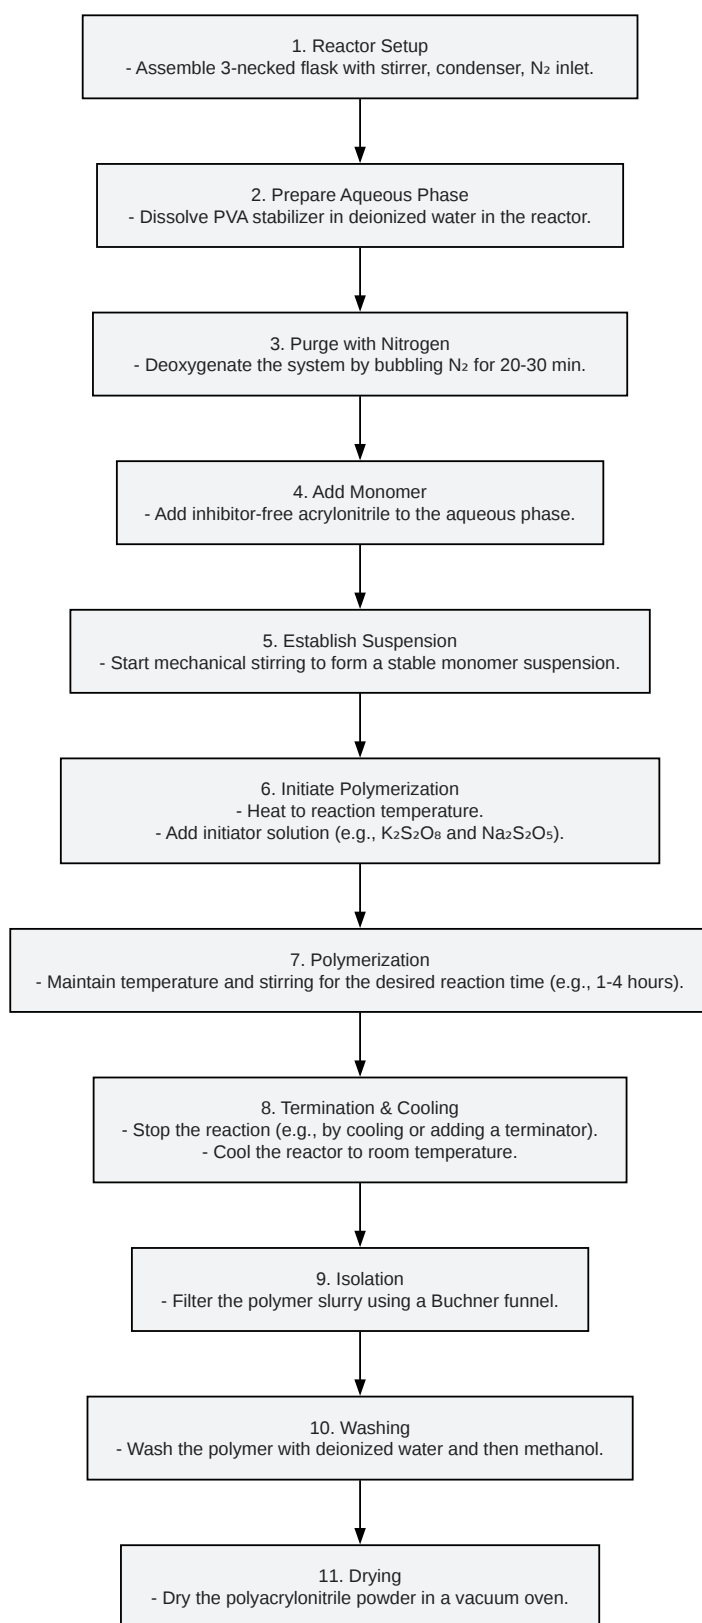 1. Reactor Setup
- Assemble 3-necked flask with stirrer, condenser, N₂ inlet.
2. Prepare Aqueous Phase
- Dissolve PVA stabilizer in deionized water in the reactor.
3. Purge with Nitrogen
- Deoxygenate the system by bubbling N₂ for 20-30 min.
4. Add Monomer
- Add inhibitor-free acrylonitrile to the aqueous phase.
5. Establish Suspension
- Start mechanical stirring to form a stable monomer suspension.
6. Initiate Polymerization
- Heat to reaction temperature.
- Add initiator solution (e.g., K₂S₂O₈ and Na₂S₂O₅).
7. Polymerization
- Maintain temperature and stirring for the desired reaction time (e.g., 1-4 hours).
8. Termination & Cooling
- Stop the reaction (e.g., by cooling or adding a terminator).
- Cool the reactor to room temperature.
9. Isolation
- Filter the polymer slurry using a Buchner funnel.
10. Washing
- Wash the polymer with deionized water and then methanol.
11. Drying
- Dry the polyacrylonitrile powder in a vacuum oven.